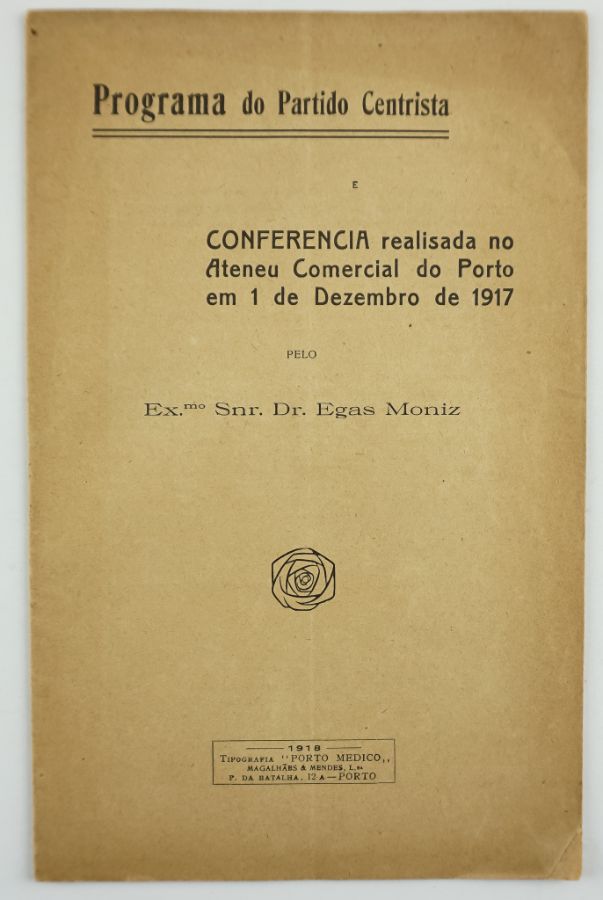 Programa do Partido Centrista
E
CONFERENCIA realisada no
Ateneu Comercial do Porto
em 1 de Dezembro de 1917
PELO
Ex.mo Snr. Dr. Egas Moniz
1918
TIPOGRAFIA "PORTO MEDICO,,
MAGALHÃES & MENDES, L.da
P. DA BATALHA, 12-A—PORTO